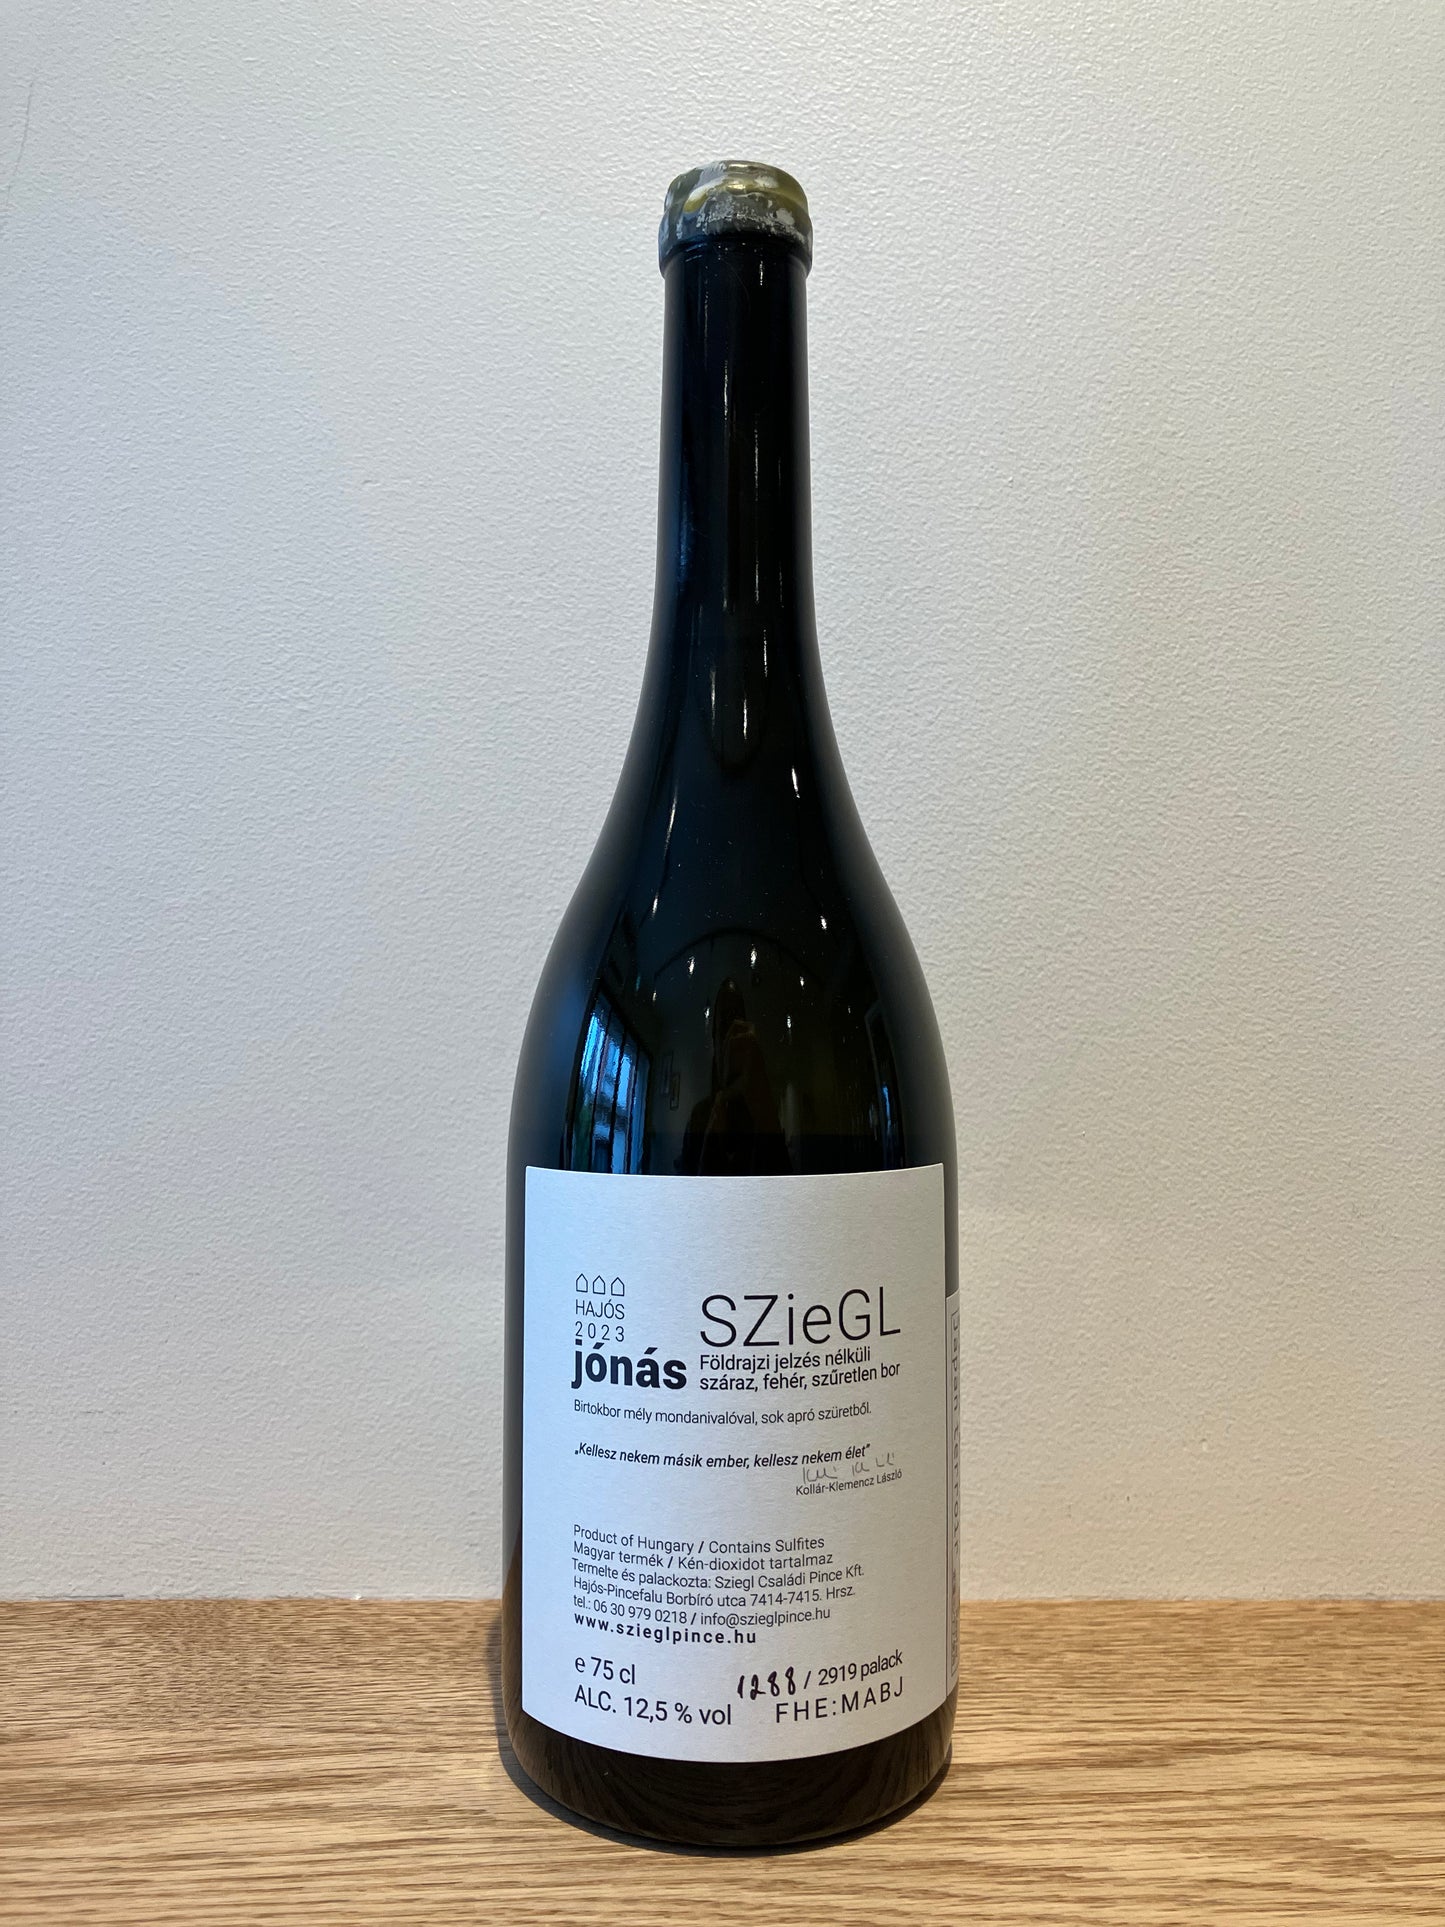 HAJÓS
2023
jónás
SZieGL
Földrajzi jelzés nélküli
száraz, fehér, szűretlen bor
Birtokbor mély mondanivalóval, sok apró szüretből.
„Kellesz nekem másik ember, kellesz nekem élet"
Kollár-Klemencz László
Product of Hungary / Contains Sulfites
Magyar termék / Kén-dioxidot tartalmaz
Termelte és palackozta: Sziegl Családi Pince Kft.
Hajós-Pincefalu Borbíró utca 7414-7415. Hrsz.
tel.: 06 30 979 0218 / info@szieglpince.hu
www.szieglpince.hu
e 75 cl
ALC. 12,5 % vol
1288 / 2919 palack
FHE:MABJ
Japan terroir